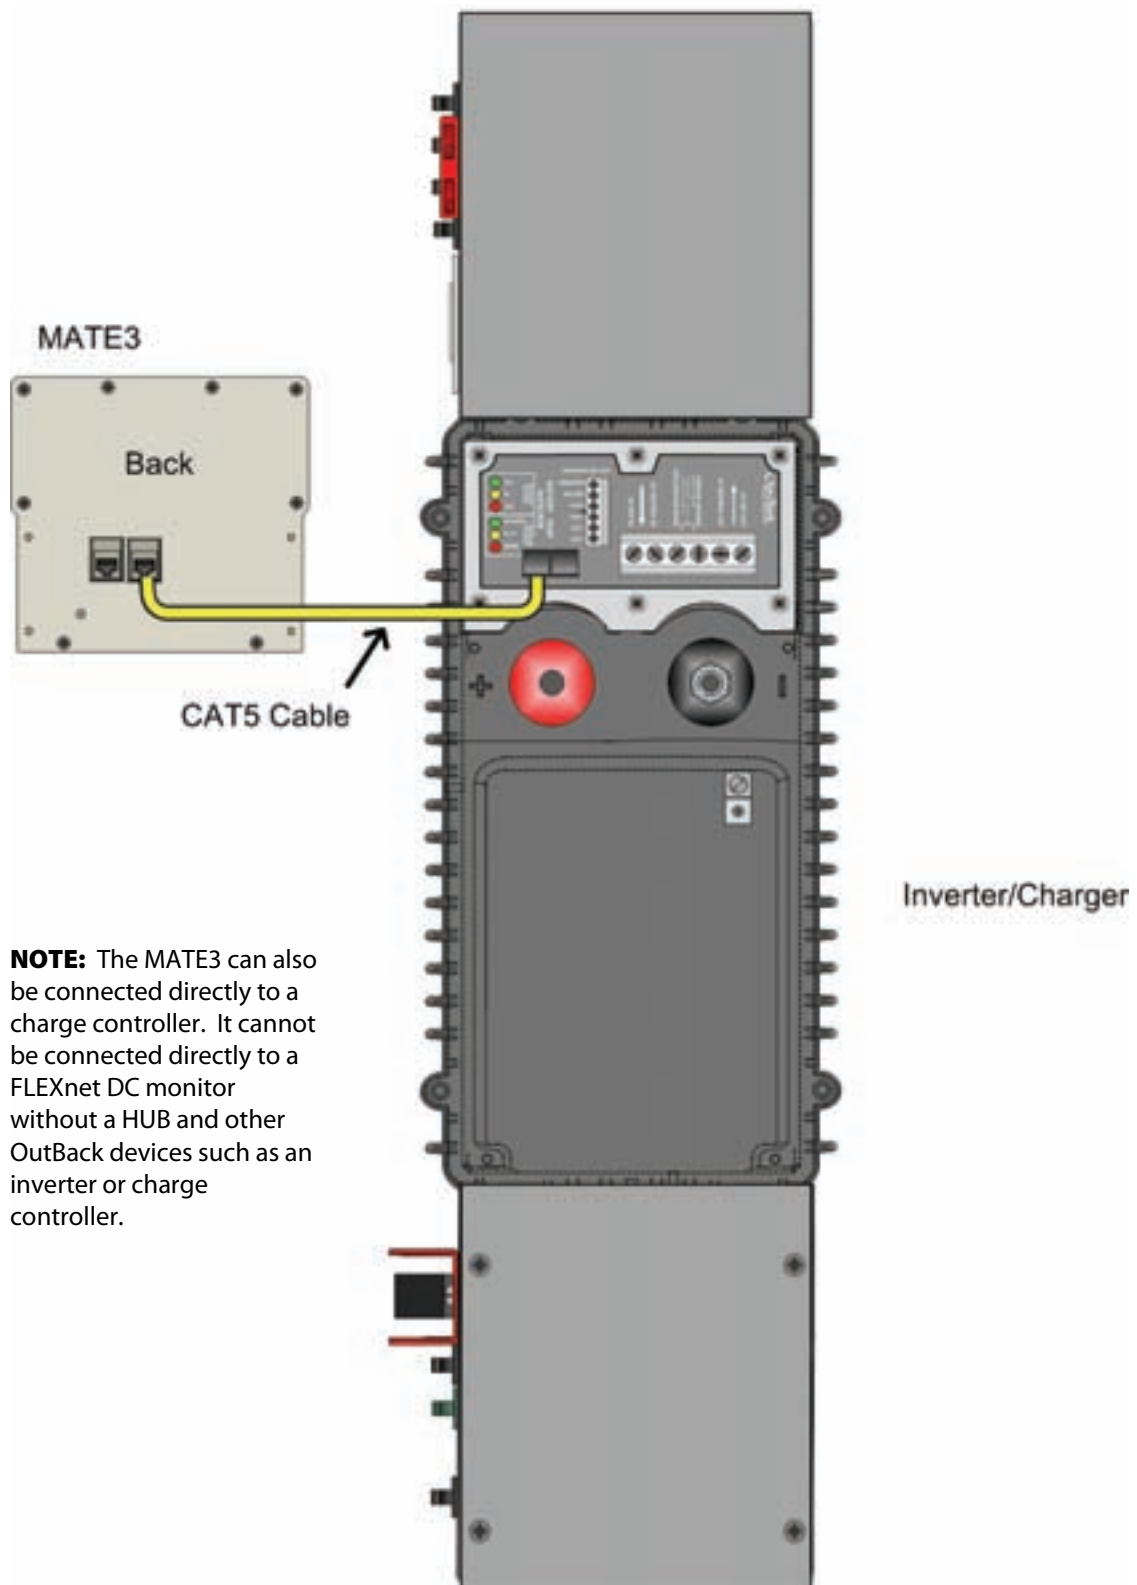 MATE3
Back
CAT5 Cable
Inverter/Charger
NOTE: The MATE3 can also
be connected directly to a
charge controller. It cannot
be connected directly to a
FLEXnet DC monitor
without a HUB and other
OutBack devices such as an
inverter or charge
controller.